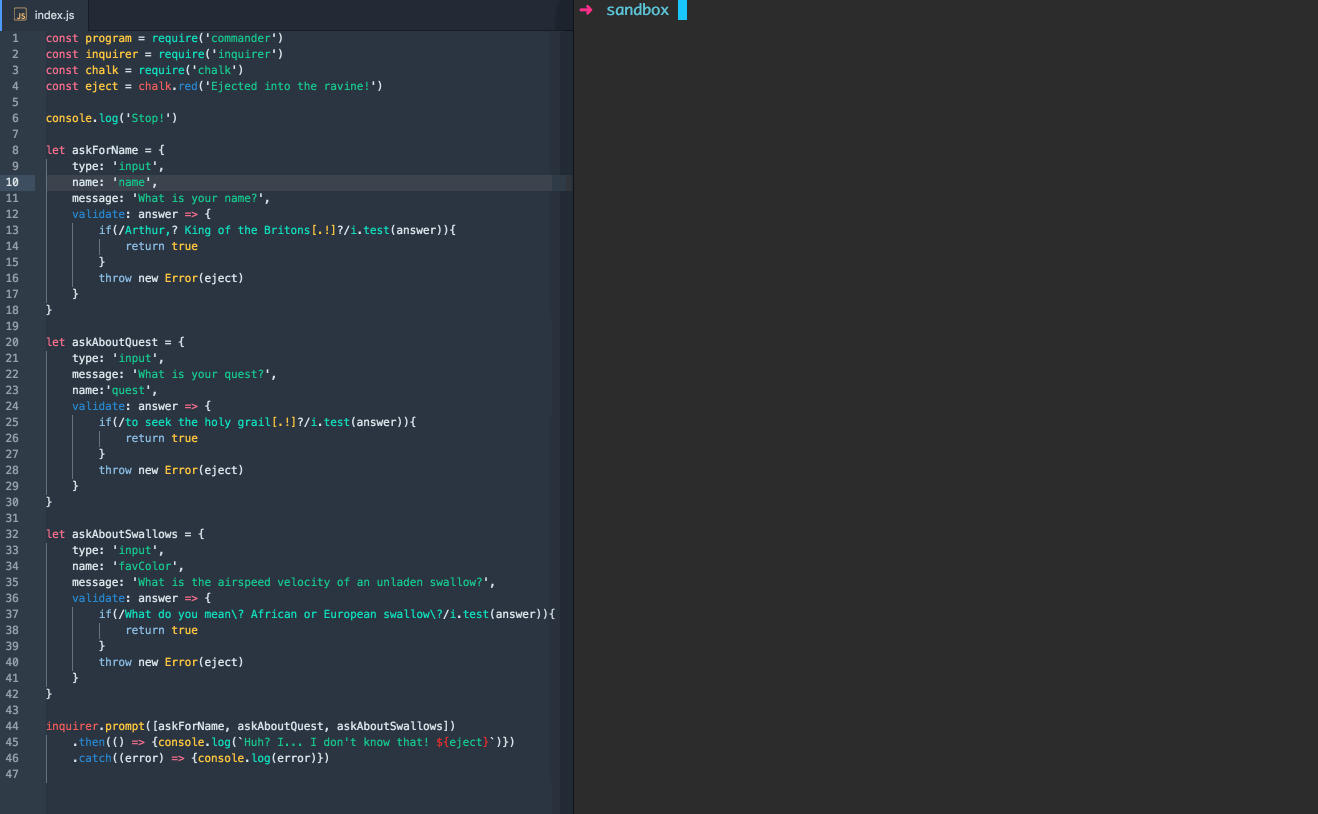 JS index.js
1 const program = require('commander')
2 const inquirer = require('inquirer')
3 const chalk = require('chalk')
4 const eject = chalk.red('Ejected into the ravine!')
5
6 console.log('Stop!')
7
8 let askForName = {
9     type: 'input',
10     name: 'name',
11     message: 'What is your name?',
12     validate: answer => {
13         if(/Arthur,? King of the Britons[.!]?/i.test(answer)){
14             return true
15         }
16         throw new Error(eject)
17     }
18 }
19
20 let askAboutQuest = {
21     type: 'input',
22     message: 'What is your quest?',
23     name:'quest',
24     validate: answer => {
25         if(/to seek the holy grail[.!]?/i.test(answer)){
26             return true
27         }
28         throw new Error(eject)
29     }
30 }
31
32 let askAboutSwallows = {
33     type: 'input',
34     name: 'favColor',
35     message: 'What is the airspeed velocity of an unladen swallow?',
36     validate: answer => {
37         if(/What do you mean\? African or European swallow\?/i.test(answer)){
38             return true
39         }
40         throw new Error(eject)
41     }
42 }
43
44 inquirer.prompt([askForName, askAboutQuest, askAboutSwallows])
45     .then(() => {console.log(`Huh? I... I don't know that! ${eject}`)})
46     .catch((error) => {console.log(error)})
47
➜ sandbox